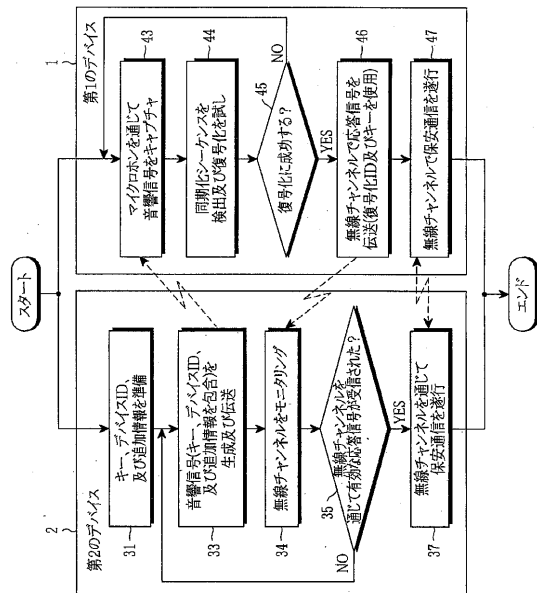 スタート
2
第2のデバイス
31
キー、デバイスID、
及び追加情報を準備
33
音響信号(キー、デバイスID、
及び追加情報を包含)を
生成及び伝送
34
無線チャンネルをモニタリング
35
無線チャンネルを
通じて有効な応答信号が受信された?
NO
YES
37
無線チャンネルを通じて
保安通信を遂行
1
第1のデバイス
43
マイクロホンを通じて
音響信号をキャプチャ
44
同期化シーケンスを
検出及び復号化を試し
45
復号化に成功する?
NO
YES
46
無線チャンネルで応答信号を
伝送(復号化ID及びキーを使用)
47
無線チャンネルで保安通信を遂行
エンド